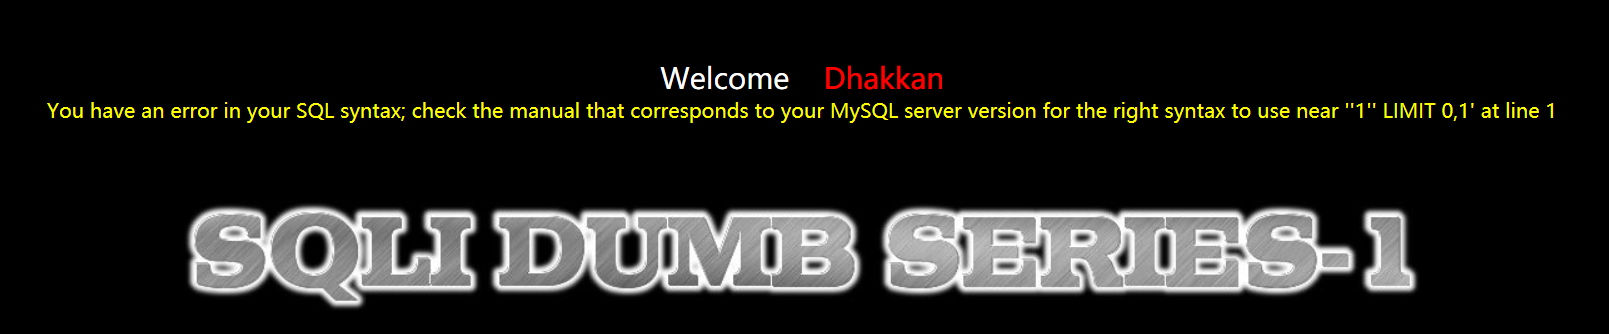 Welcome Dhakkan
You have an error in your SQL syntax; check the manual that corresponds to your MySQL server version for the right syntax to use near ''1'' LIMIT 0,1' at line 1
SQLI DUMB SERIES-1